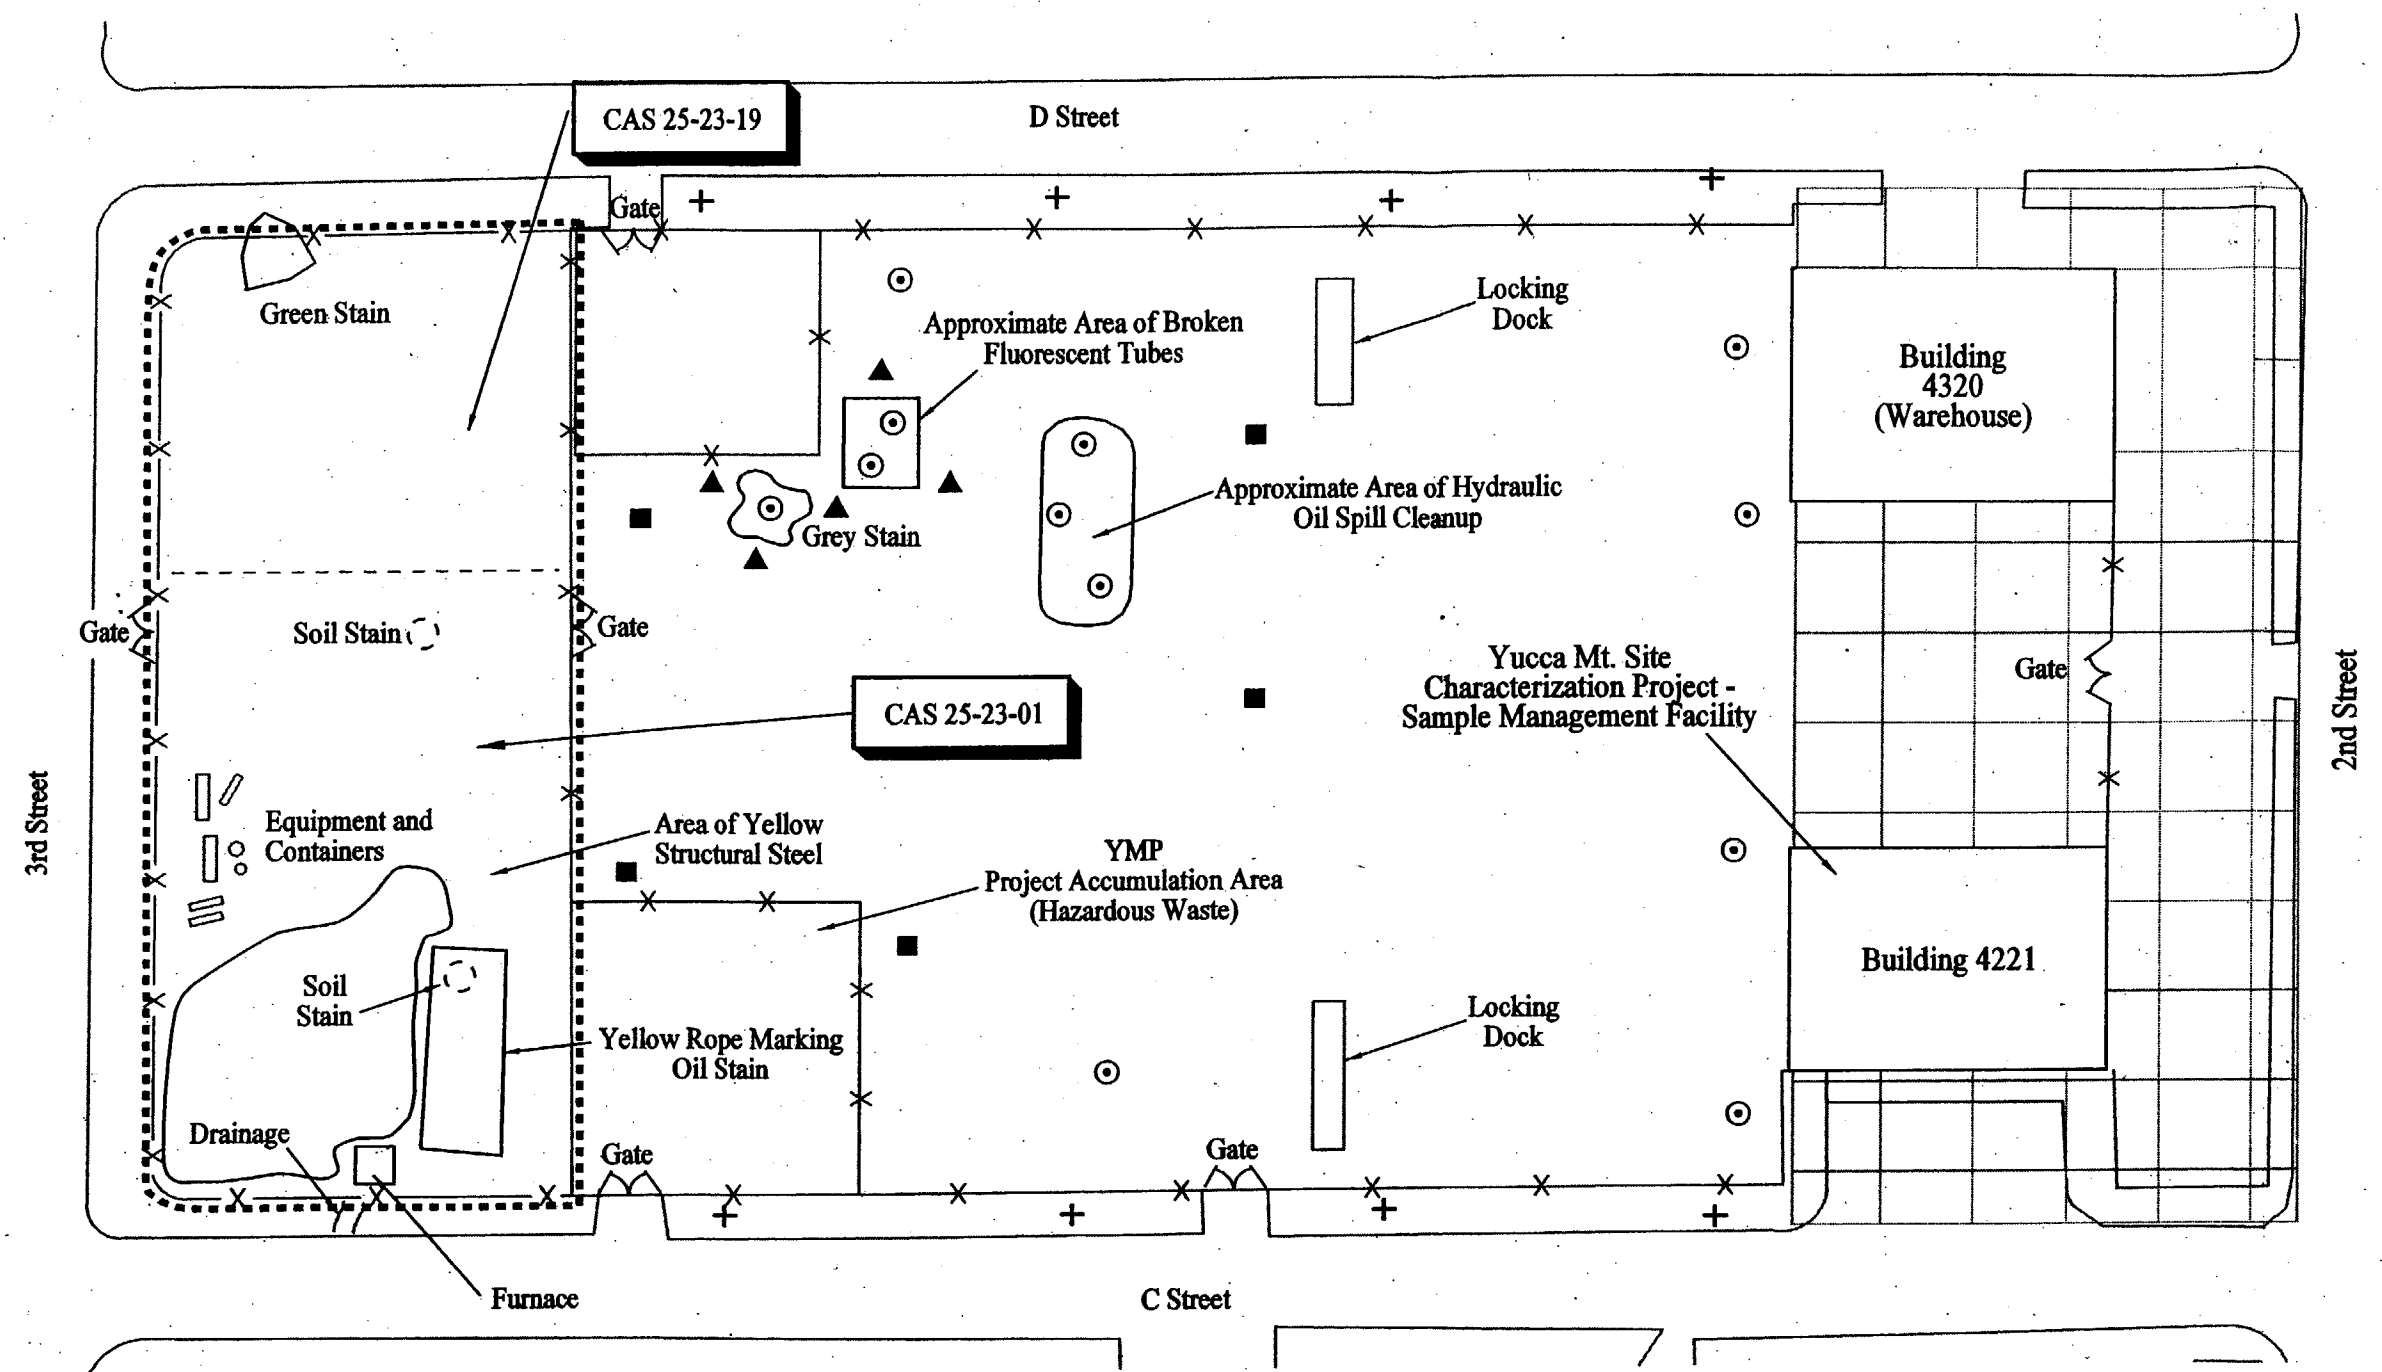 CAS 25-23-19
D Street
Gate
Green Stain
Locking
Dock
Approximate Area of Broken
Fluorescent Tubes
Building
4320
(Warehouse)
Approximate Area of Hydraulic
Oil Spill Cleanup
Grey Stain
Gate
Soil Stain
Gate
Yucca Mt. Site
Characterization Project -
Sample Management Facility
Gate
2nd Street
CAS 25-23-01
3rd Street
Equipment and
Containers
Area of Yellow
Structural Steel
YMP
Project Accumulation Area
(Hazardous Waste)
Building 4221
Soil
Stain
Locking
Dock
Yellow Rope Marking
Oil Stain
Drainage
Gate
Gate
Furnace
C Street